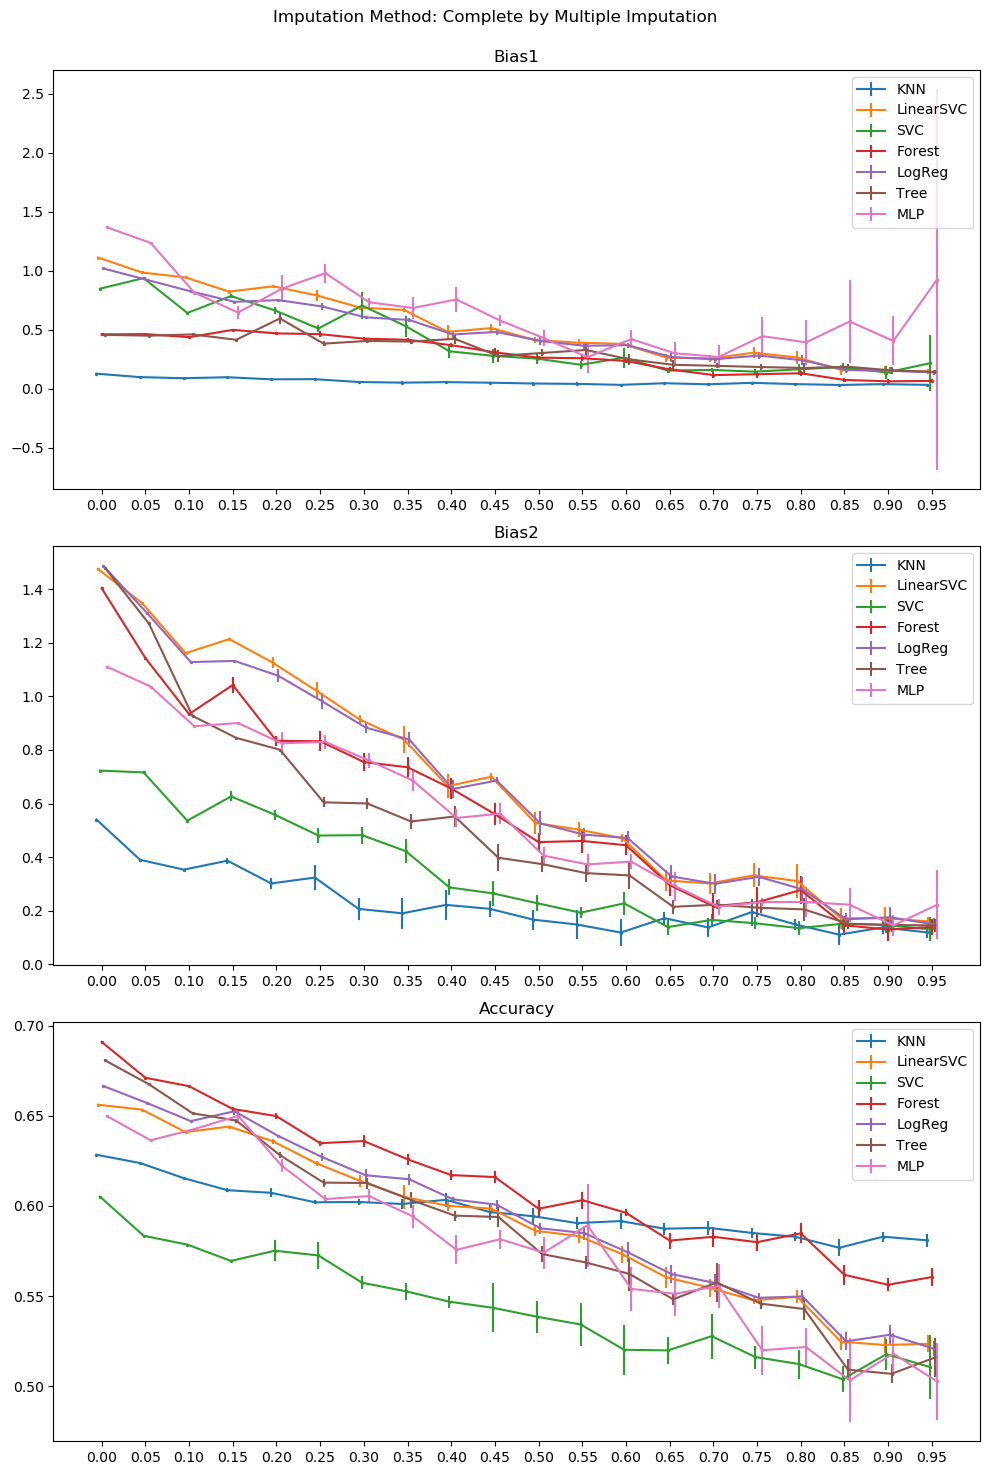 Imputation Method: Complete by Multiple Imputation
Bias1
2.5
2.0
1.5
1.0
0.5
0.0
−0.5
KNN
LinearSVC
SVC
Forest
LogReg
Tree
MLP
0.00 0.05 0.10 0.15 0.20 0.25 0.30 0.35 0.40 0.45 0.50 0.55 0.60 0.65 0.70 0.75 0.80 0.85 0.90 0.95
Bias2
1.4
1.2
1.0
0.8
0.6
0.4
0.2
0.0
KNN
LinearSVC
SVC
Forest
LogReg
Tree
MLP
0.00 0.05 0.10 0.15 0.20 0.25 0.30 0.35 0.40 0.45 0.50 0.55 0.60 0.65 0.70 0.75 0.80 0.85 0.90 0.95
Accuracy
0.70
0.65
0.60
0.55
0.50
KNN
LinearSVC
SVC
Forest
LogReg
Tree
MLP
0.00 0.05 0.10 0.15 0.20 0.25 0.30 0.35 0.40 0.45 0.50 0.55 0.60 0.65 0.70 0.75 0.80 0.85 0.90 0.95